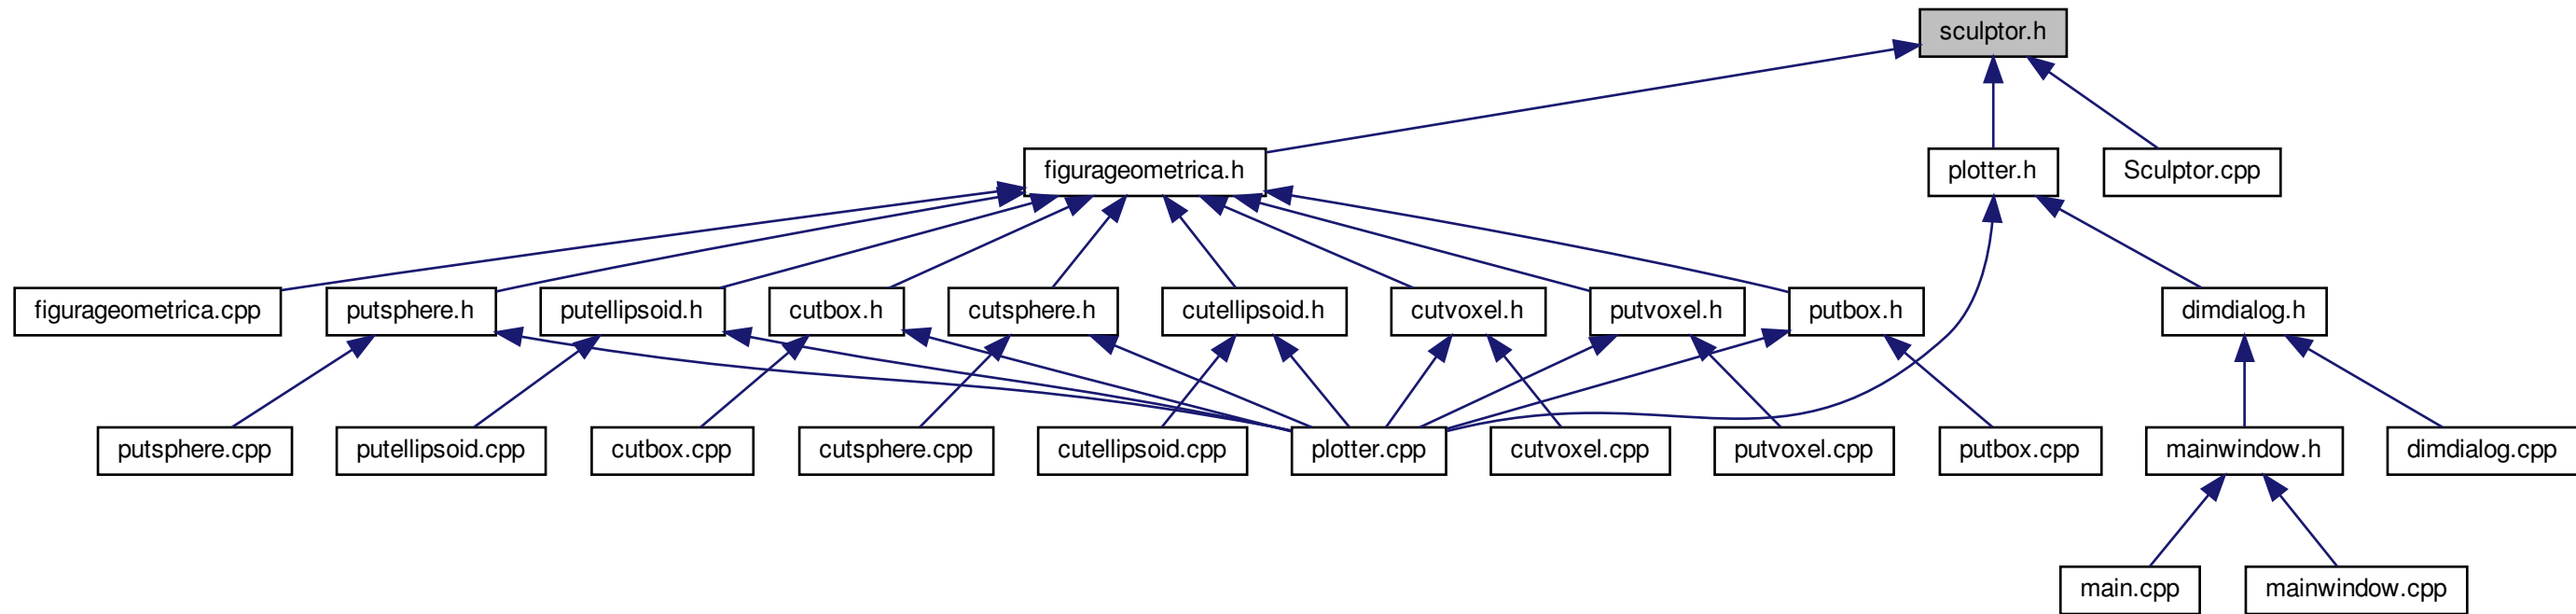 sculptor.h
figurageometrica.h
plotter.h
Sculptor.cpp
figurageometrica.cpp
putsphere.h
putellipsoid.h
cutbox.h
cutsphere.h
cutellipsoid.h
cutvoxel.h
putvoxel.h
putbox.h
dimdialog.h
putsphere.cpp
putellipsoid.cpp
cutbox.cpp
cutsphere.cpp
cutellipsoid.cpp
plotter.cpp
cutvoxel.cpp
putvoxel.cpp
putbox.cpp
mainwindow.h
dimdialog.cpp
main.cpp
mainwindow.cpp